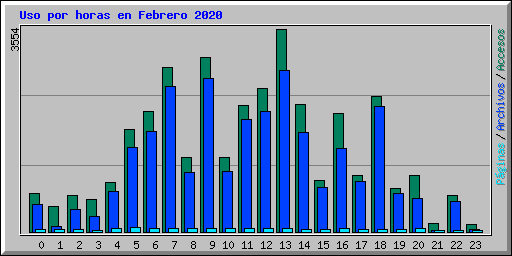 Uso por horas en Febrero 2020
3554
Páginas / Archivos / Accesos
0 1 2 3 4 5 6 7 8 9 10 11 12 13 14 15 16 17 18 19 20 21 22 23